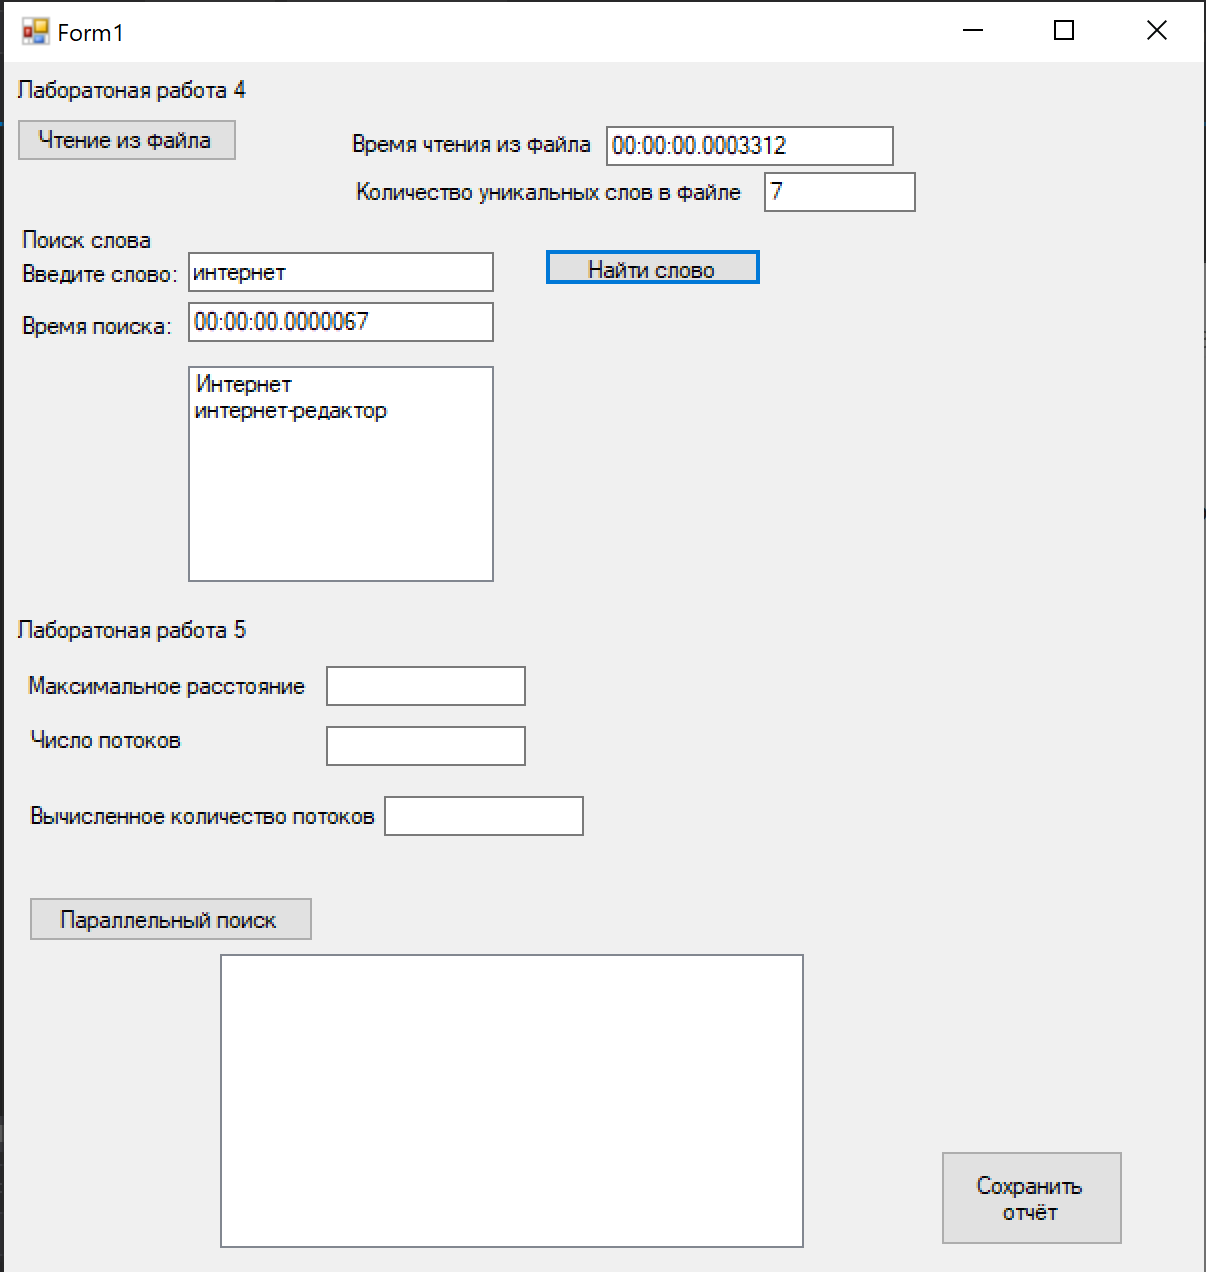 Form1
Лаборатоная работа 4
Чтение из файла
Время чтения из файла 00:00:00.0003312
Количество уникальных слов в файле 7
Поиск слова
Введите слово: интернет Найти слово
Время поиска: 00:00:00.0000067
Интернет
интернет-редактор
Лаборатоная работа 5
Максимальное расстояние
Число потоков
Вычисленное количество потоков
Параллельный поиск
Сохранить
отчёт